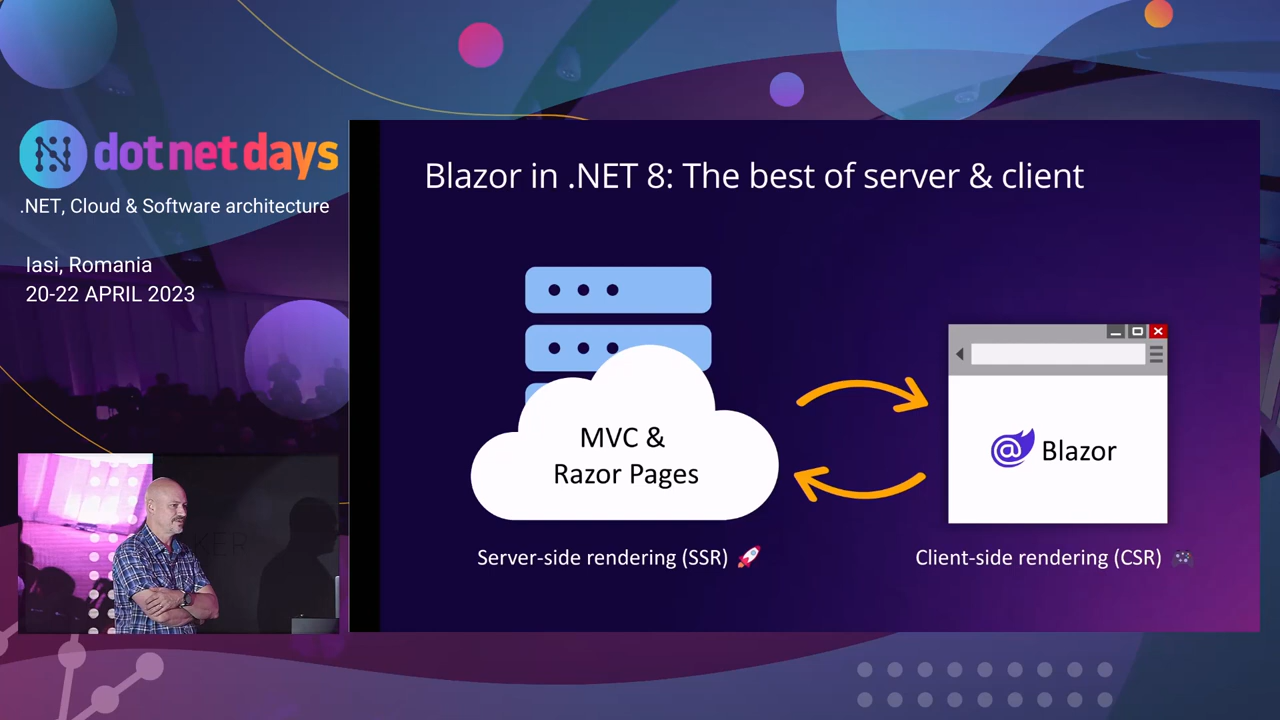 dotnetdays
.NET, Cloud & Software architecture
Iasi, Romania
20-22 APRIL 2023
Blazor in .NET 8: The best of server & client
MVC &
Razor Pages
Blazor
Server-side rendering (SSR)
Client-side rendering (CSR)